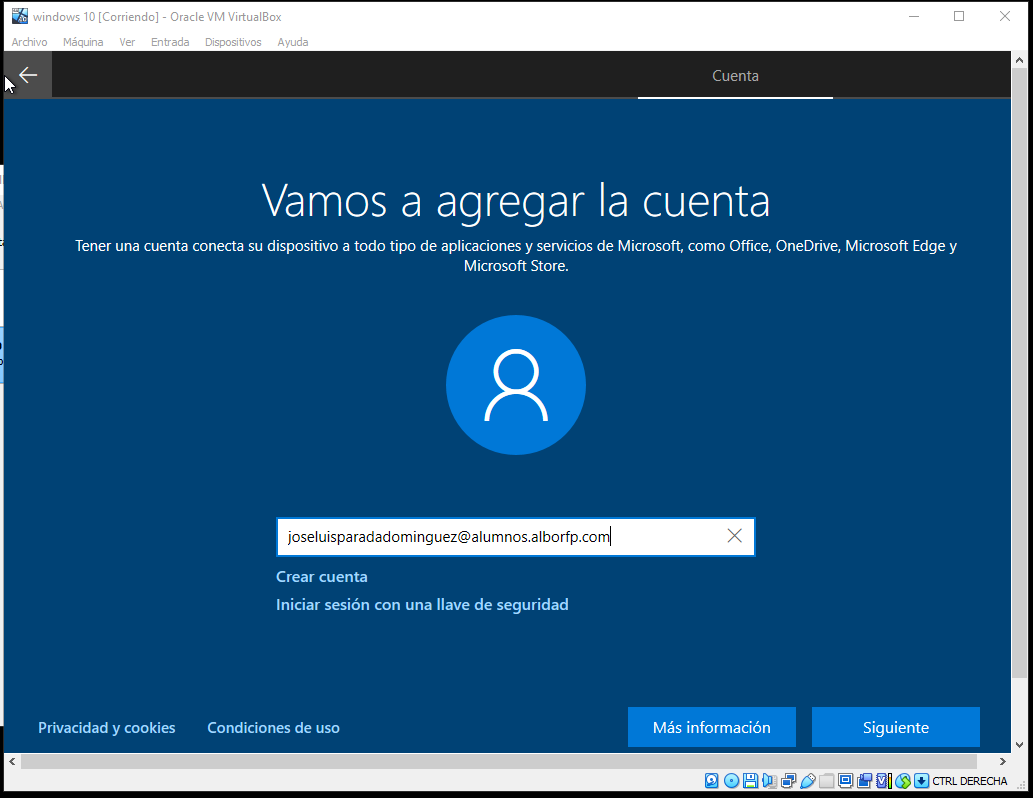 windows 10 [Corriendo] - Oracle VM VirtualBox
Archivo Máquina Ver Entrada Dispositivos Ayuda
Cuenta
Vamos a agregar la cuenta
Tener una cuenta conecta su dispositivo a todo tipo de aplicaciones y servicios de Microsoft, como Office, OneDrive, Microsoft Edge y
Microsoft Store.
joseluisparadadominguez@alumnos.alborfp.com
Crear cuenta
Iniciar sesión con una llave de seguridad
Privacidad y cookies Condiciones de uso Más información Siguiente
CTRL DERECHA